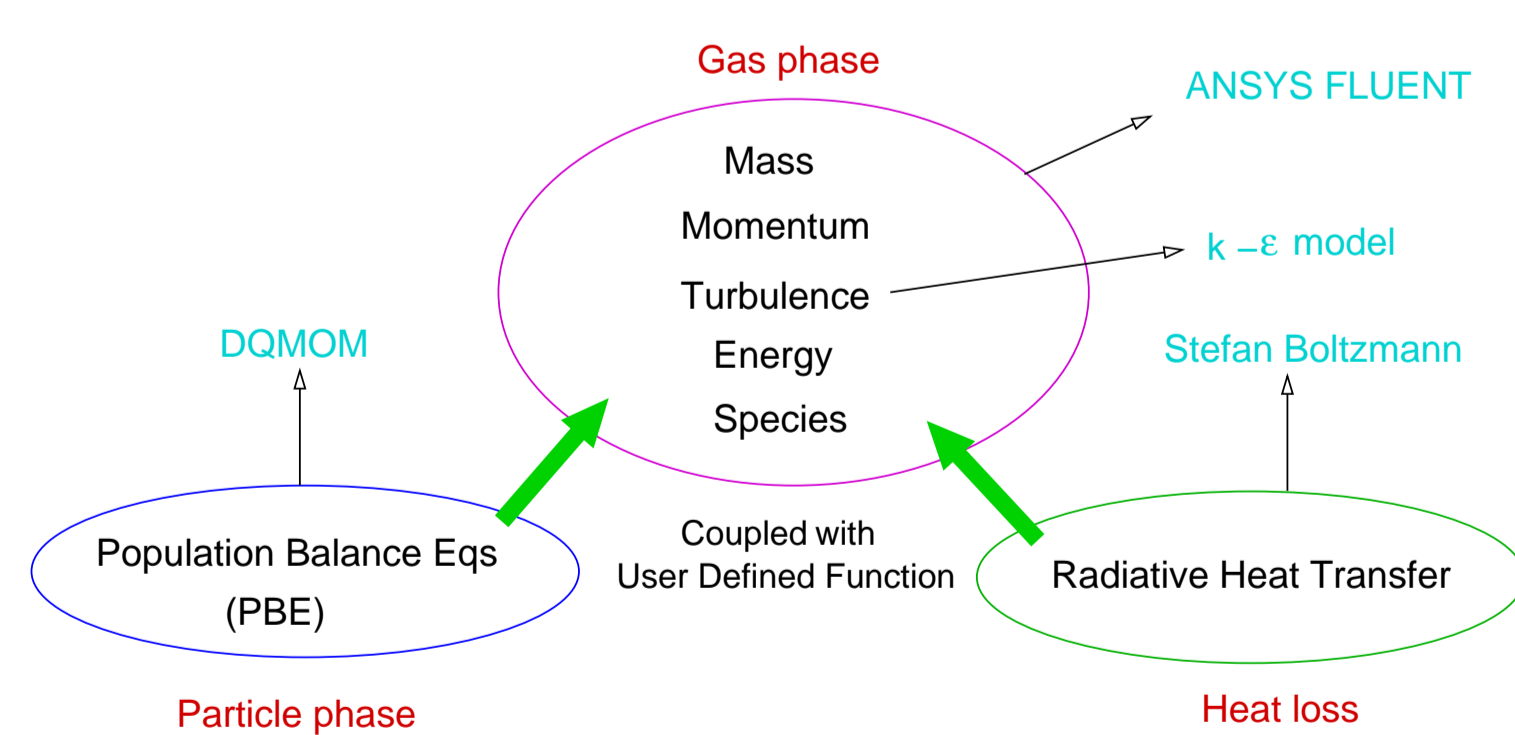 Gas phase
ANSYS FLUENT
Mass
Momentum
k – ε model
Turbulence
DQMOM
Energy
Stefan Boltzmann
Species
Coupled with
User Defined Function
Population Balance Eqs
(PBE)
Radiative Heat Transfer
Particle phase
Heat loss